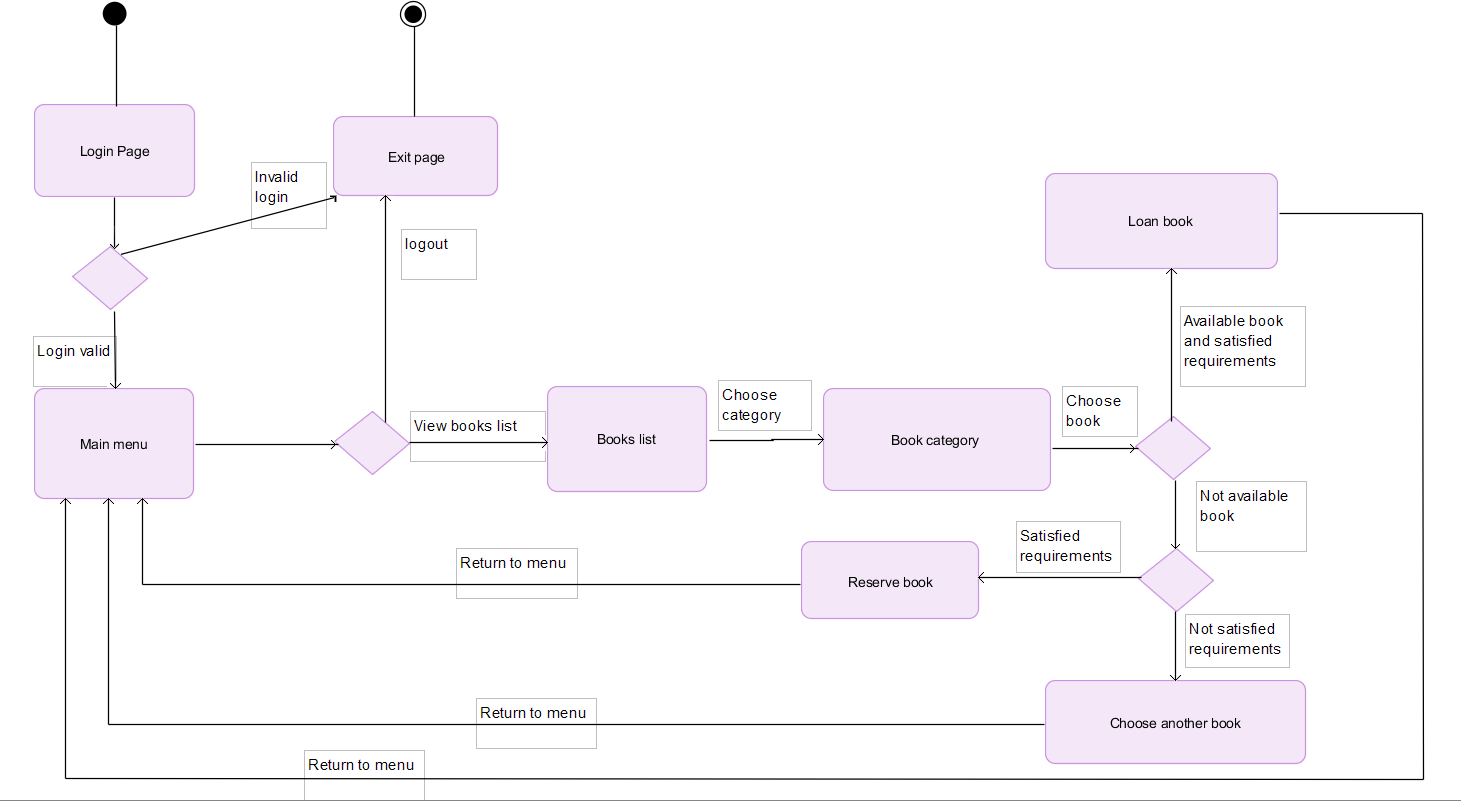 Login Page
Exit page
Invalid
login
logout
Loan book
Available book
and satisfied
requirements
Login valid
Main menu
View books list
Books list
Choose
category
Book category
Choose
book
Not available
book
Satisfied
requirements
Return to menu
Reserve book
Not satisfied
requirements
Return to menu
Choose another book
Return to menu